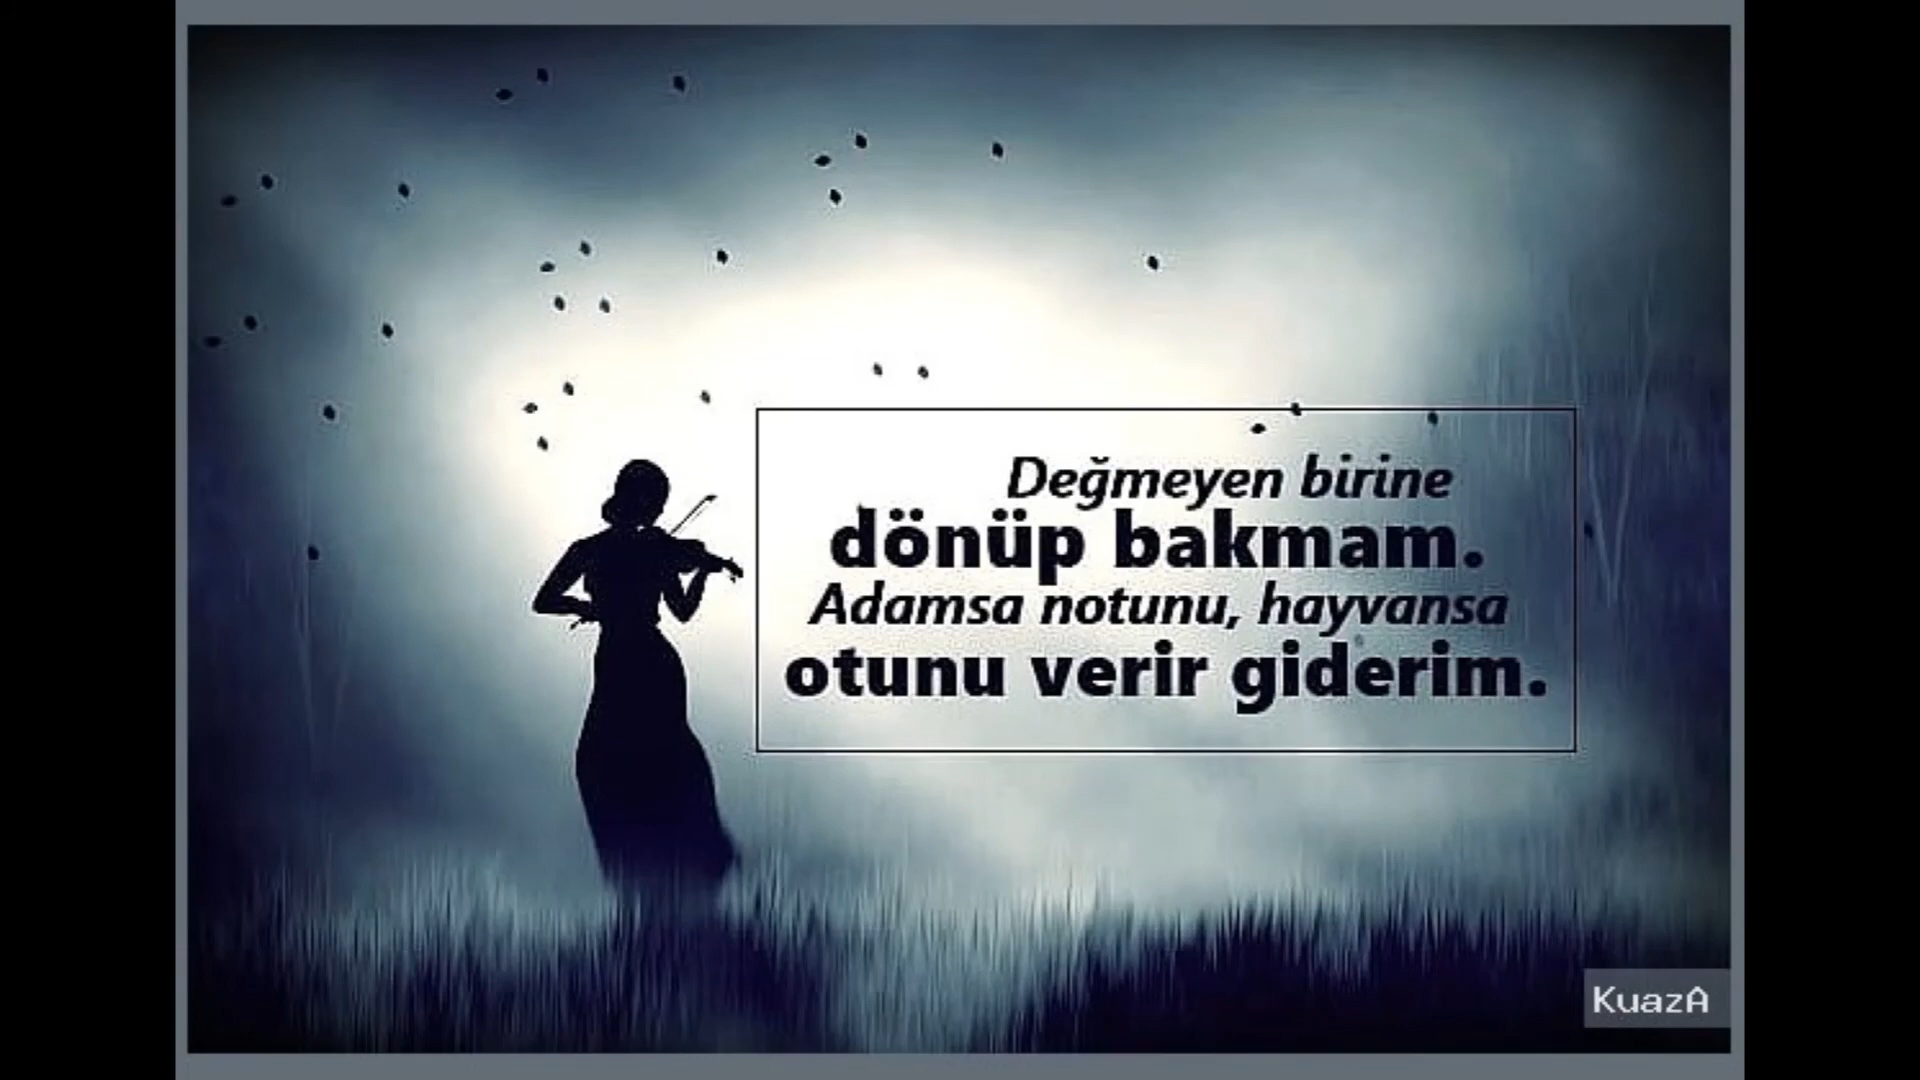 Değmeyen birine
dönüp bakmam.
Adamsa notunu, hayvansa
otunu verir giderim.
KuazA